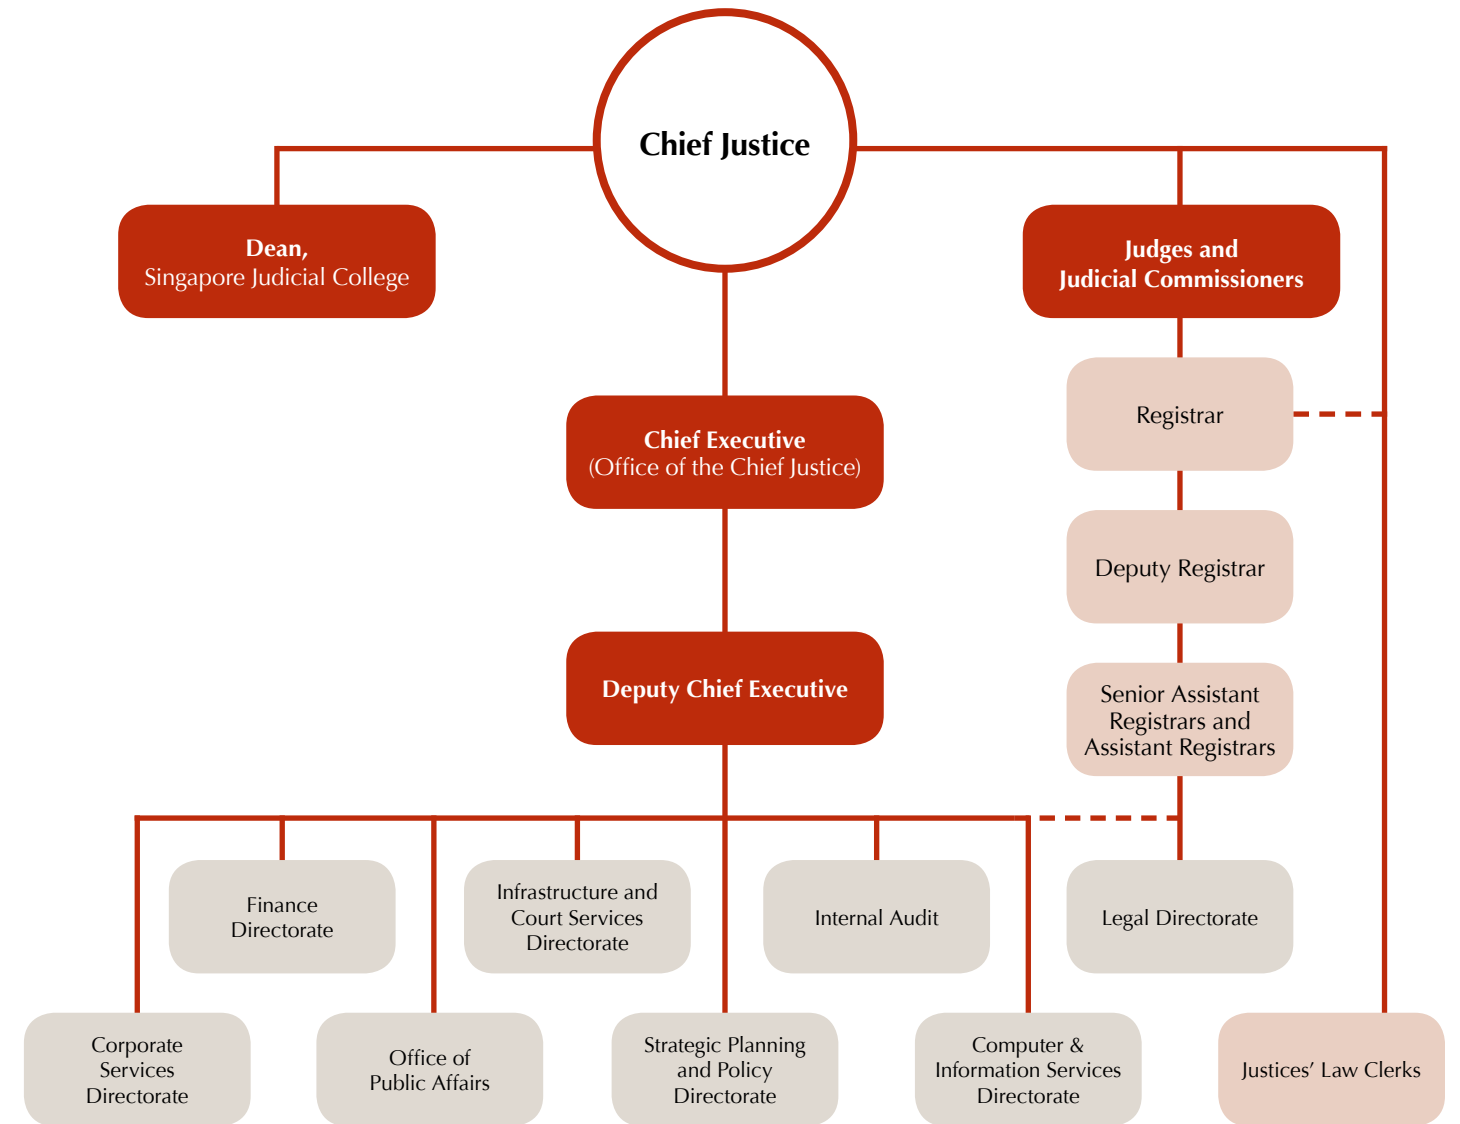 Chief Justice
Dean,
Singapore Judicial College
Judges and
Judicial Commissioners
Registrar
Chief Executive
(Office of the Chief Justice)
Deputy Registrar
Deputy Chief Executive
Senior Assistant
Registrars and
Assistant Registrars
Finance
Directorate
Infrastructure and
Court Services
Directorate
Internal Audit
Legal Directorate
Corporate
Services
Directorate
Office of
Public Affairs
Strategic Planning
and Policy
Directorate
Computer &
Information Services
Directorate
Justices’ Law Clerks